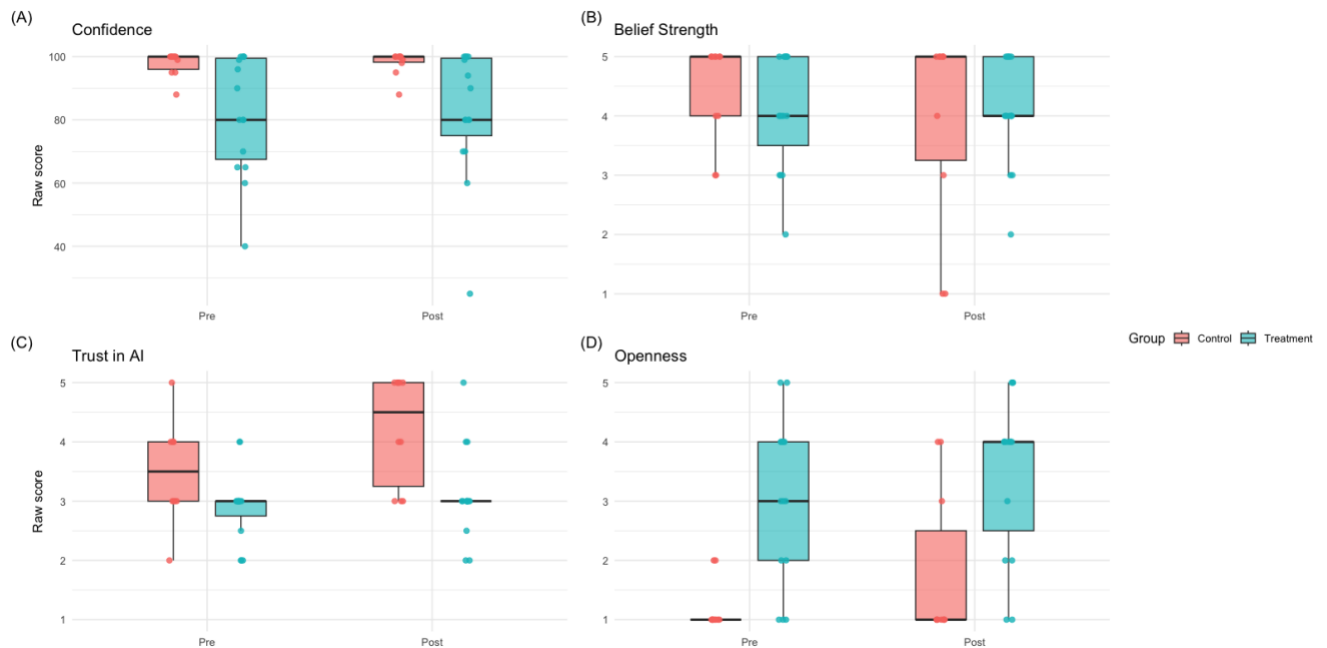 (A)
Confidence
100
80
60
40
Raw score
Pre
Post
(B)
Belief Strength
5
4
3
2
1
Pre
Post
(C)
Trust in AI
5
4
3
2
1
Raw score
Pre
Post
(D)
Openness
5
4
3
2
1
Pre
Post
Group Control Treatment